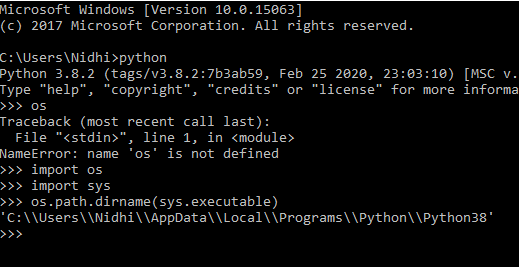 Microsoft Windows [Version 10.0.15063]
(c) 2017 Microsoft Corporation. All rights reserved.
C:\Users\Nidhi>python
Python 3.8.2 (tags/v3.8.2:7b3ab59, Feb 25 2020, 23:03:10) [MSC v.
Type "help", "copyright", "credits" or "license" for more informa
>>> os
Traceback (most recent call last):
  File "<stdin>", line 1, in <module>
NameError: name 'os' is not defined
>>> import os
>>> import sys
>>> os.path.dirname(sys.executable)
'C:\\Users\\Nidhi\\AppData\\Local\\Programs\\Python\\Python38'
>>>